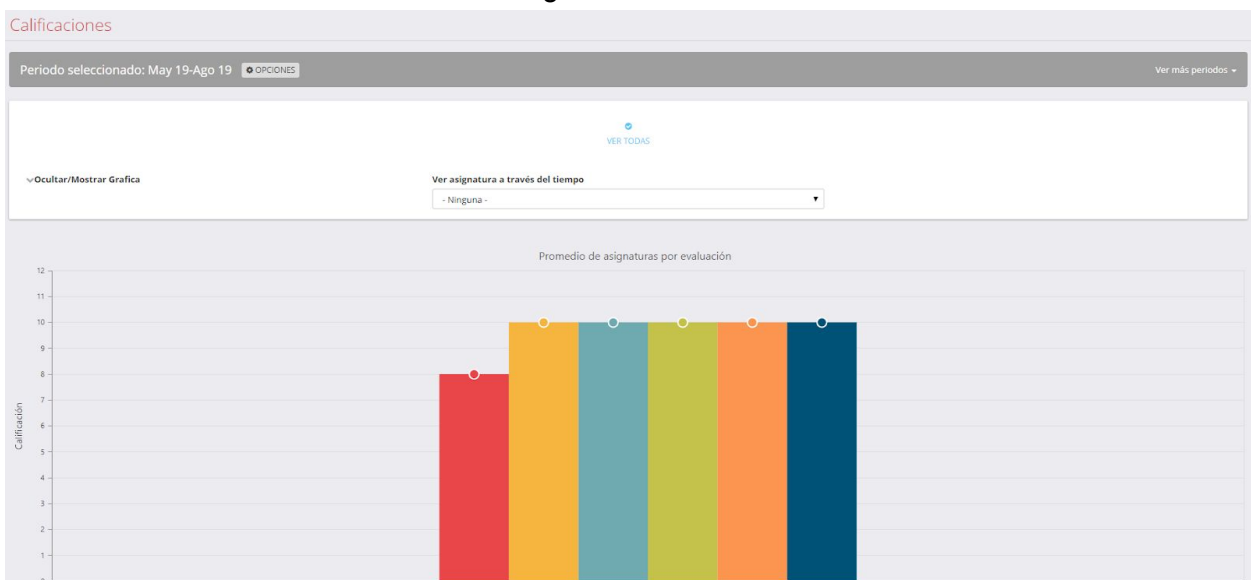 Calificaciones
Periodo seleccionado: May 19-Ago 19 OPCIONES Ver más periodos
VER TODAS
Ocultar/Mostrar Grafica
Ver asignatura a través del tiempo
- Ninguna -
Promedio de asignaturas por evaluación
12
11
10
9
8
7
6
5
4
3
2
1
Calificación